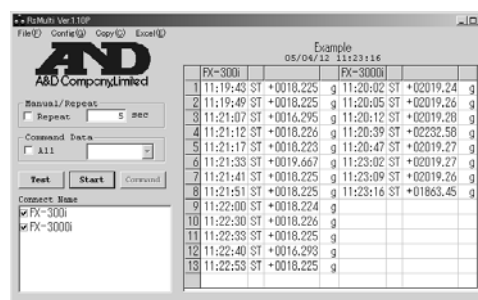 RsMulti Ver.1.10P
File(F) Config(G) Copy(C) Excel(E)
AND
A&D Company,Limited
Manual/Repeat
Repeat 5 sec
Command Data
All
Test Start Command
Connect Name
FX-300i
FX-3000i
Example
05/04/12 11:23:16
FX-300i FX-3000i
1 11:19:43 ST +0018.225 g 11:20:02 ST +02019.24 g
2 11:19:49 ST +0018.225 g 11:20:05 ST +02019.26 g
3 11:21:07 ST +0016.295 g 11:20:12 ST +02019.28 g
4 11:21:12 ST +0018.226 g 11:20:39 ST +02232.58 g
5 11:21:17 ST +0018.223 g 11:20:47 ST +02019.27 g
6 11:21:33 ST +0019.667 g 11:23:02 ST +02019.27 g
7 11:21:41 ST +0018.225 g 11:23:09 ST +02019.26 g
8 11:21:51 ST +0018.225 g 11:23:16 ST +01863.45 g
9 11:22:00 ST +0018.224 g
10 11:22:30 ST +0018.226 g
11 11:22:33 ST +0018.225 g
12 11:22:40 ST +0016.293 g
13 11:22:53 ST +0018.225 g